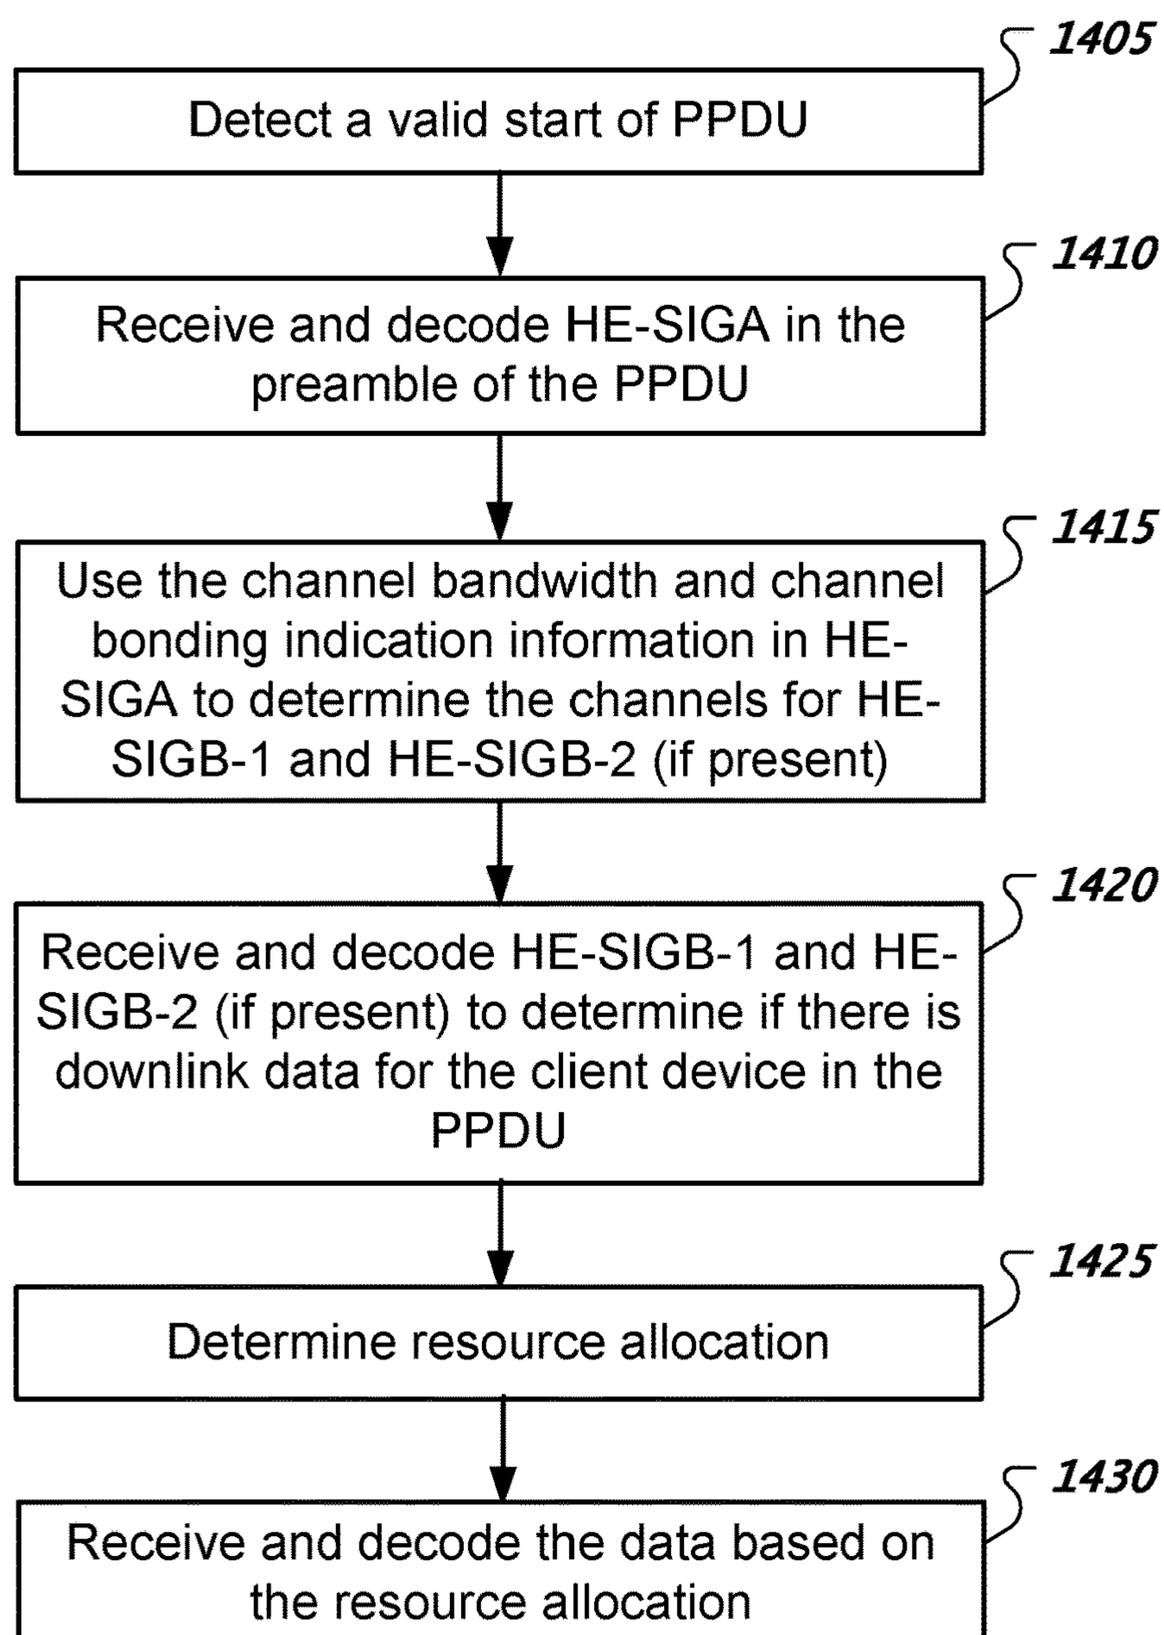 1405
Detect a valid start of PPDU
1410
Receive and decode HE-SIGA in the
preamble of the PPDU
1415
Use the channel bandwidth and channel
bonding indication information in HE-
SIGA to determine the channels for HE-
SIGB-1 and HE-SIGB-2 (if present)
1420
Receive and decode HE-SIGB-1 and HE-
SIGB-2 (if present) to determine if there is
downlink data for the client device in the
PPDU
1425
Determine resource allocation
1430
Receive and decode the data based on
the resource allocation